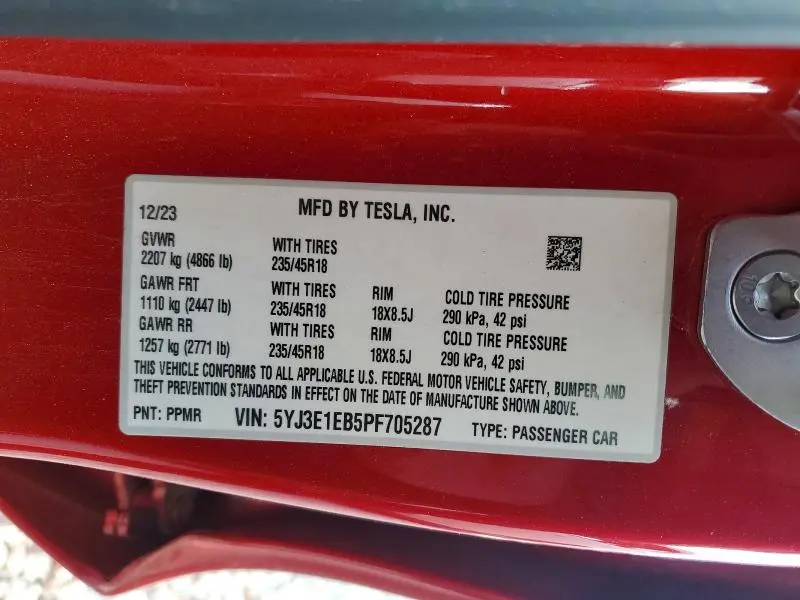 12/23
MFD BY TESLA, INC.
GVWR
2207 kg (4866 lb)
WITH TIRES
235/45R18
GAWR FRT
1110 kg (2447 lb)
WITH TIRES
235/45R18
RIM
18X8.5J
COLD TIRE PRESSURE
290 kPa, 42 psi
GAWR RR
1257 kg (2771 lb)
WITH TIRES
235/45R18
RIM
18X8.5J
COLD TIRE PRESSURE
290 kPa, 42 psi
THIS VEHICLE CONFORMS TO ALL APPLICABLE U.S. FEDERAL MOTOR VEHICLE SAFETY, BUMPER, AND
THEFT PREVENTION STANDARDS IN EFFECT ON THE DATE OF MANUFACTURE SHOWN ABOVE.
PNT: PPMR
VIN: 5YJ3E1EB5PF705287
TYPE: PASSENGER CAR